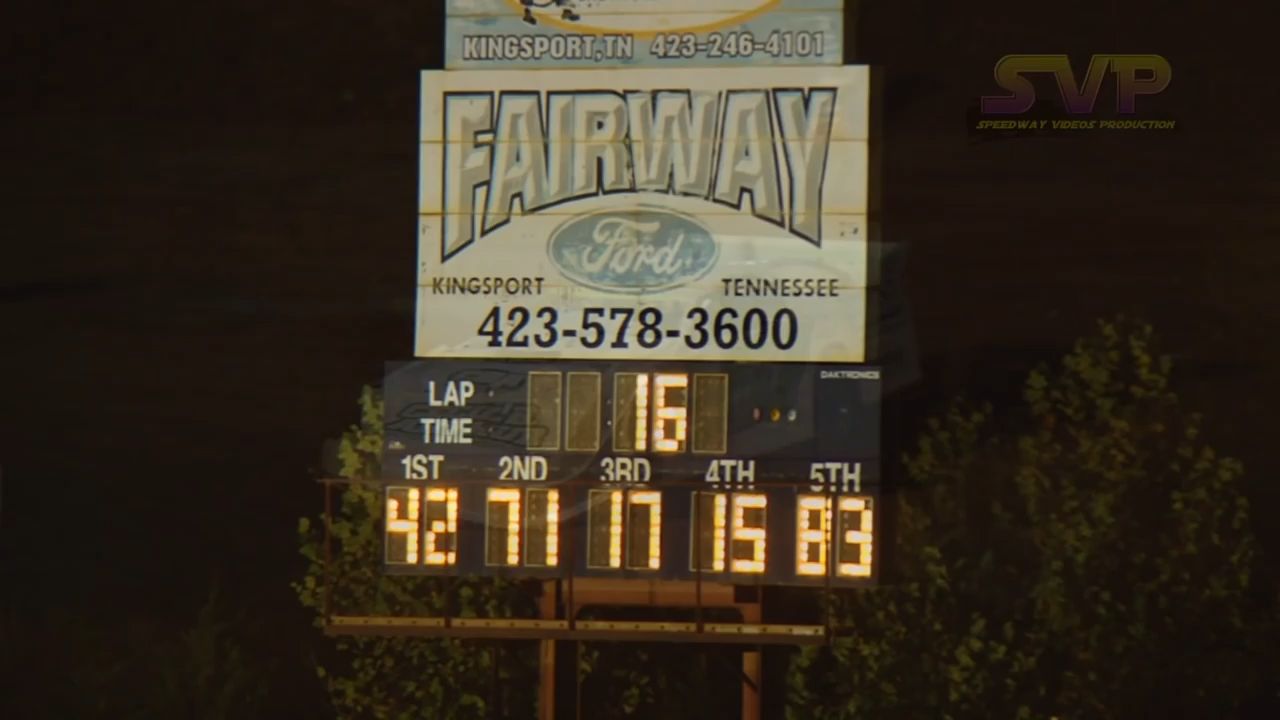 KINGSPORT, TN 423-246-4101
SVP
SPEEDWAY VIDEOS PRODUCTION
FAIRWAY
Ford
KINGSPORT TENNESSEE
423-578-3600
DAKTRONICS
LAP 16
TIME
1ST 2ND 3RD 4TH 5TH
42 71 17 15 83